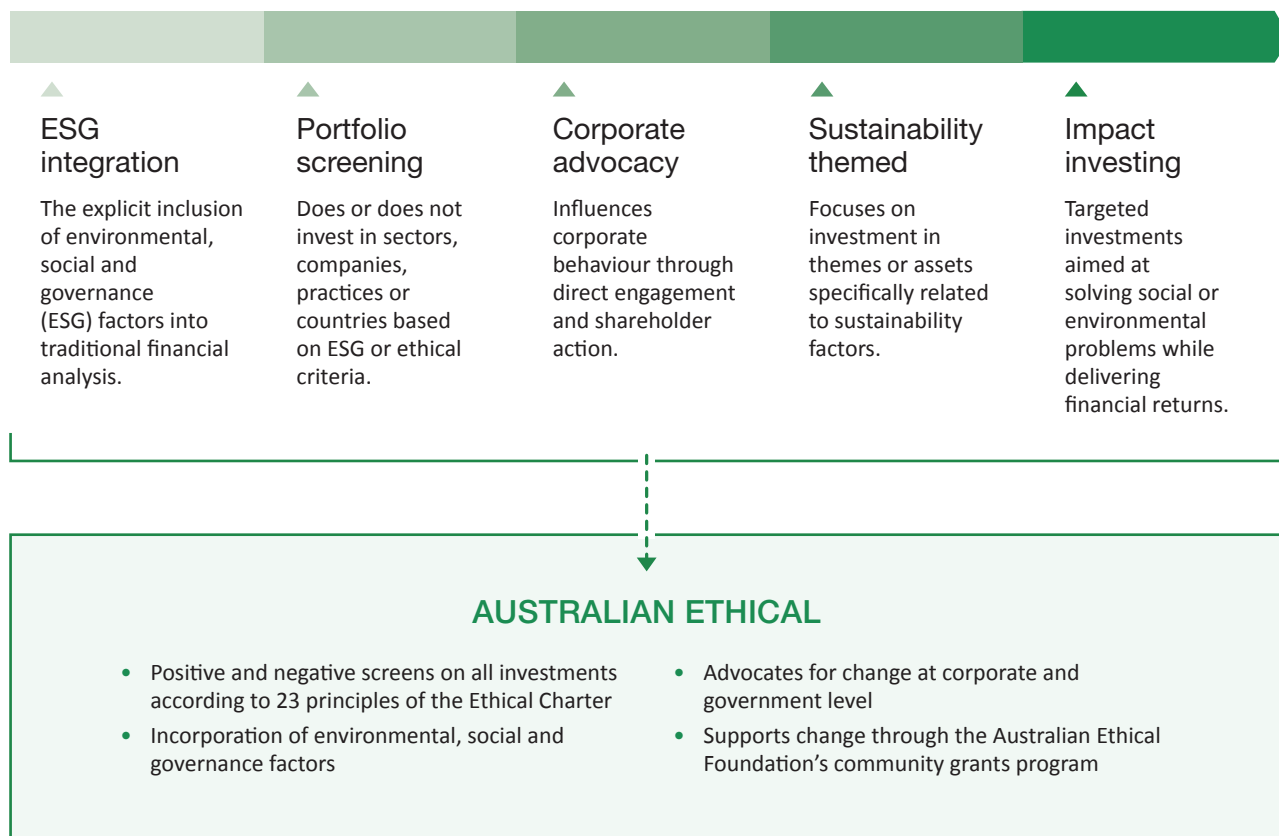 ESG
integration
The explicit inclusion
of environmental,
social and
governance
(ESG) factors into
traditional financial
analysis.
Portfolio
screening
Does or does not
invest in sectors,
companies,
practices or
countries based
on ESG or ethical
criteria.
Corporate
advocacy
Influences
corporate
behaviour through
direct engagement
and shareholder
action.
Sustainability
themed
Focuses on
investment in
themes or assets
specifically related
to sustainability
factors.
Impact
investing
Targeted
investments
aimed at
solving social or
environmental
problems while
delivering
financial returns.
AUSTRALIAN ETHICAL
• Positive and negative screens on all investments
according to 23 principles of the Ethical Charter
• Incorporation of environmental, social and
governance factors
• Advocates for change at corporate and
government level
• Supports change through the Australian Ethical
Foundation's community grants program